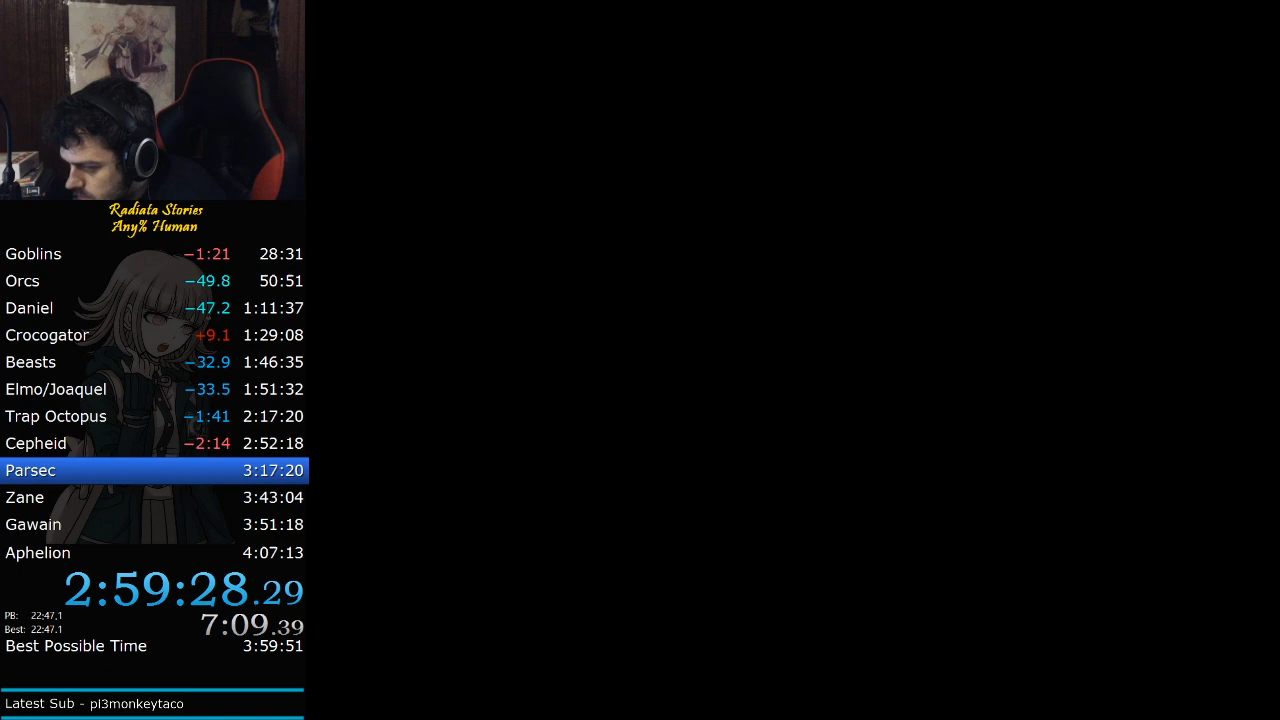 Radiata Stories
Any% Human
Goblins −1:21 28:31
Orcs −49.8 50:51
Daniel −47.2 1:11:37
Crocogator +9.1 1:29:08
Beasts −32.9 1:46:35
Elmo/Joaquel −33.5 1:51:32
Trap Octopus −1:41 2:17:20
Cepheid −2:14 2:52:18
Parsec 3:17:20
Zane 3:43:04
Gawain 3:51:18
Aphelion 4:07:13
2:59:28.29
PB: 22:47.1
Best: 22:47.1
7:09.39
Best Possible Time 3:59:51
Latest Sub - pl3monkeytaco